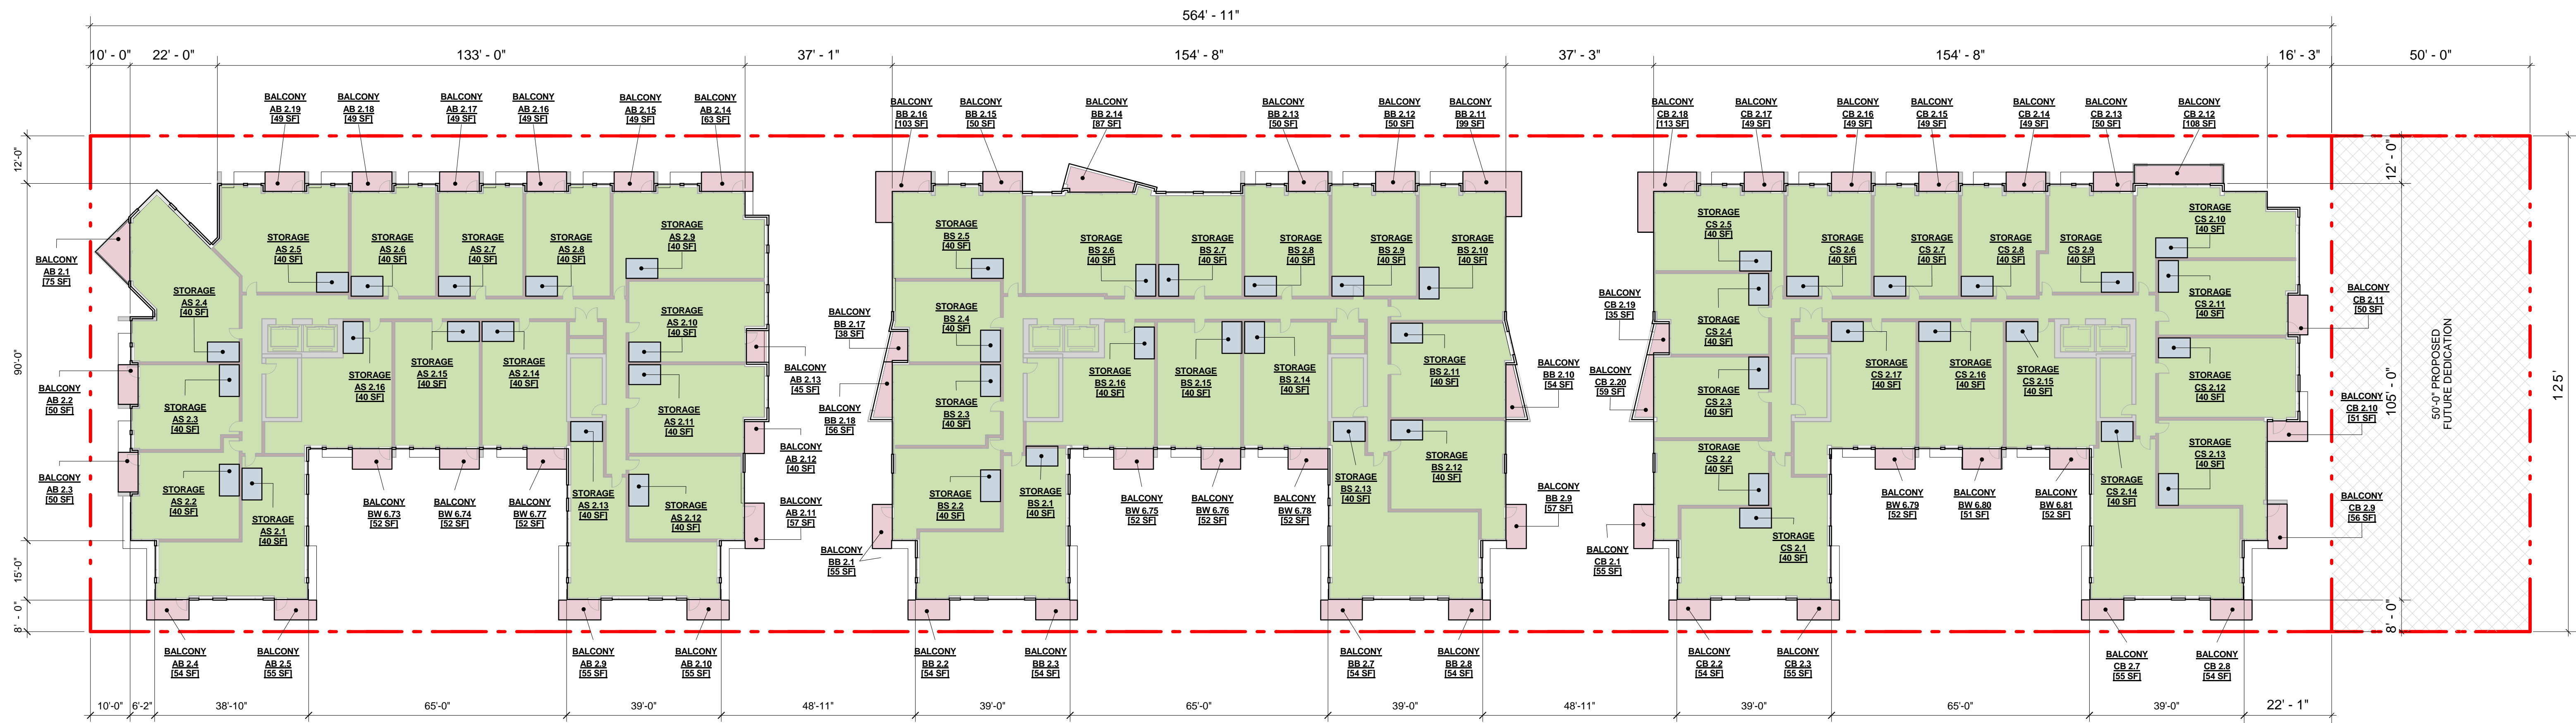 564' - 11"
10' - 0" 22' - 0" 133' - 0" 37' - 1" 154' - 8" 37' - 3" 154' - 8" 16' - 3" 50' - 0"
BALCONY
AB 2.19
[49 SF]
BALCONY
AB 2.18
[49 SF]
BALCONY
AB 2.17
[49 SF]
BALCONY
AB 2.16
[49 SF]
BALCONY
AB 2.15
[49 SF]
BALCONY
AB 2.14
[63 SF]
BALCONY
BB 2.16
[103 SF]
BALCONY
BB 2.15
[50 SF]
BALCONY
BB 2.14
[87 SF]
BALCONY
BB 2.13
[50 SF]
BALCONY
BB 2.12
[50 SF]
BALCONY
BB 2.11
[99 SF]
BALCONY
CB 2.18
[113 SF]
BALCONY
CB 2.17
[49 SF]
BALCONY
CB 2.16
[49 SF]
BALCONY
CB 2.15
[49 SF]
BALCONY
CB 2.14
[49 SF]
BALCONY
CB 2.13
[50 SF]
BALCONY
CB 2.12
[108 SF]
12'-0"
90'-0"
15'-0"
8' - 0"
BALCONY
AB 2.1
[75 SF]
BALCONY
AB 2.2
[50 SF]
BALCONY
AB 2.3
[50 SF]
STORAGE
AS 2.5
[40 SF]
STORAGE
AS 2.6
[40 SF]
STORAGE
AS 2.7
[40 SF]
STORAGE
AS 2.8
[40 SF]
STORAGE
AS 2.9
[40 SF]
STORAGE
AS 2.4
[40 SF]
STORAGE
AS 2.10
[40 SF]
STORAGE
AS 2.16
[40 SF]
STORAGE
AS 2.15
[40 SF]
STORAGE
AS 2.14
[40 SF]
STORAGE
AS 2.3
[40 SF]
STORAGE
AS 2.11
[40 SF]
STORAGE
AS 2.2
[40 SF]
STORAGE
AS 2.1
[40 SF]
STORAGE
AS 2.13
[40 SF]
STORAGE
AS 2.12
[40 SF]
BALCONY
BW 6.73
[52 SF]
BALCONY
BW 6.74
[52 SF]
BALCONY
BW 6.77
[52 SF]
BALCONY
AB 2.13
[45 SF]
BALCONY
AB 2.12
[40 SF]
BALCONY
AB 2.11
[57 SF]
BALCONY
BB 2.17
[38 SF]
BALCONY
BB 2.18
[56 SF]
BALCONY
BB 2.1
[55 SF]
STORAGE
BS 2.5
[40 SF]
STORAGE
BS 2.6
[40 SF]
STORAGE
BS 2.7
[40 SF]
STORAGE
BS 2.8
[40 SF]
STORAGE
BS 2.9
[40 SF]
STORAGE
BS 2.10
[40 SF]
STORAGE
BS 2.4
[40 SF]
STORAGE
BS 2.16
[40 SF]
STORAGE
BS 2.15
[40 SF]
STORAGE
BS 2.14
[40 SF]
STORAGE
BS 2.11
[40 SF]
STORAGE
BS 2.3
[40 SF]
STORAGE
BS 2.12
[40 SF]
STORAGE
BS 2.2
[40 SF]
STORAGE
BS 2.1
[40 SF]
STORAGE
BS 2.13
[40 SF]
BALCONY
BW 6.75
[52 SF]
BALCONY
BW 6.76
[52 SF]
BALCONY
BW 6.78
[52 SF]
BALCONY
BB 2.10
[54 SF]
BALCONY
BB 2.9
[57 SF]
BALCONY
CB 2.19
[35 SF]
BALCONY
CB 2.20
[59 SF]
BALCONY
CB 2.1
[55 SF]
STORAGE
CS 2.5
[40 SF]
STORAGE
CS 2.6
[40 SF]
STORAGE
CS 2.7
[40 SF]
STORAGE
CS 2.8
[40 SF]
STORAGE
CS 2.9
[40 SF]
STORAGE
CS 2.10
[40 SF]
STORAGE
CS 2.11
[40 SF]
STORAGE
CS 2.4
[40 SF]
STORAGE
CS 2.17
[40 SF]
STORAGE
CS 2.16
[40 SF]
STORAGE
CS 2.15
[40 SF]
STORAGE
CS 2.12
[40 SF]
STORAGE
CS 2.3
[40 SF]
STORAGE
CS 2.2
[40 SF]
STORAGE
CS 2.13
[40 SF]
STORAGE
CS 2.14
[40 SF]
STORAGE
CS 2.1
[40 SF]
BALCONY
BW 6.79
[52 SF]
BALCONY
BW 6.80
[51 SF]
BALCONY
BW 6.81
[52 SF]
BALCONY
CB 2.11
[50 SF]
BALCONY
CB 2.10
[51 SF]
BALCONY
CB 2.9
[56 SF]
12' - 0"
105' - 0"
8' - 0"
50'-0" PROPOSED
FUTURE DEDICATION
125'
BALCONY
AB 2.4
[54 SF]
BALCONY
AB 2.5
[55 SF]
BALCONY
AB 2.9
[55 SF]
BALCONY
AB 2.10
[55 SF]
BALCONY
BB 2.2
[54 SF]
BALCONY
BB 2.3
[54 SF]
BALCONY
BB 2.7
[54 SF]
BALCONY
BB 2.8
[54 SF]
BALCONY
CB 2.2
[54 SF]
BALCONY
CB 2.3
[55 SF]
BALCONY
CB 2.7
[55 SF]
BALCONY
CB 2.8
[54 SF]
10'-0" 6'-2" 38'-10" 65'-0" 39'-0" 48'-11" 39'-0" 65'-0" 39'-0" 48'-11" 39'-0" 65'-0" 39'-0" 22' - 1"